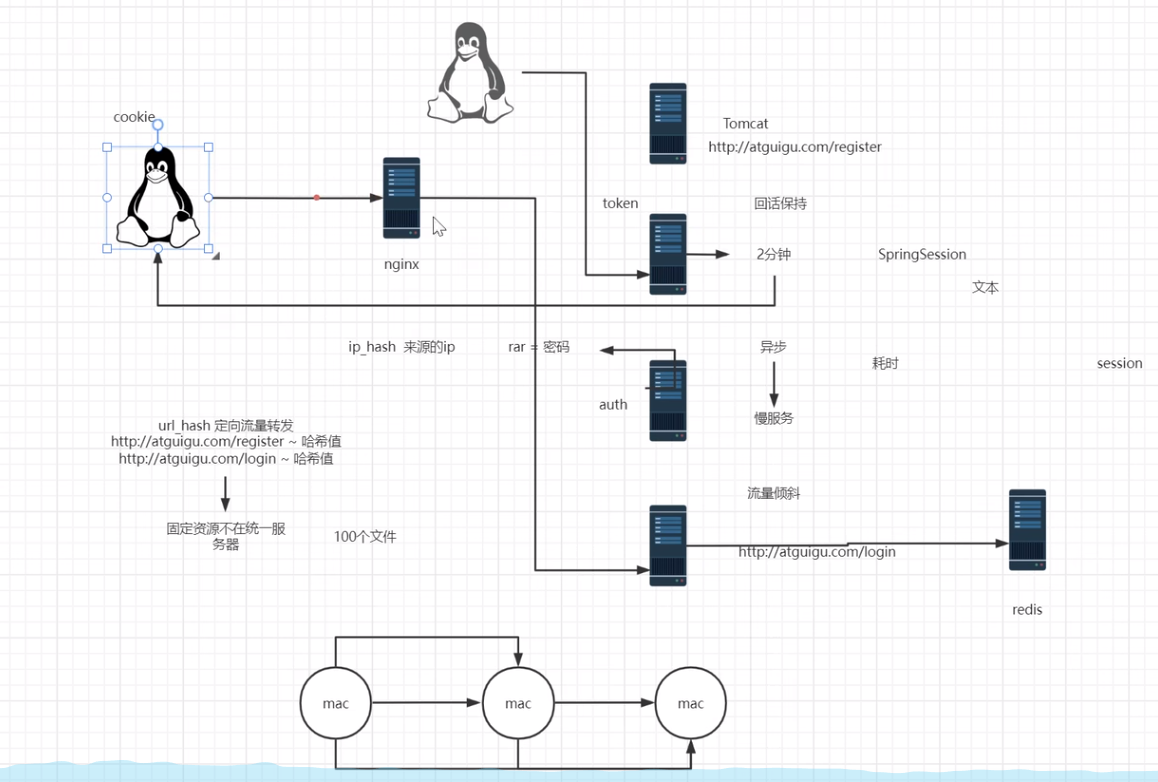 cookie
Tomcat
http://atguigu.com/register
token
回话保持
nginx
2分钟
SpringSession
文本
ip_hash 来源的ip
rar = 密码
异步
耗时
session
auth
慢服务
url_hash 定向流量转发
http://atguigu.com/register ~ 哈希值
http://atguigu.com/login ~ 哈希值
流量倾斜
固定资源不在统一服
务器
100个文件
http://atguigu.com/login
redis
mac
mac
mac